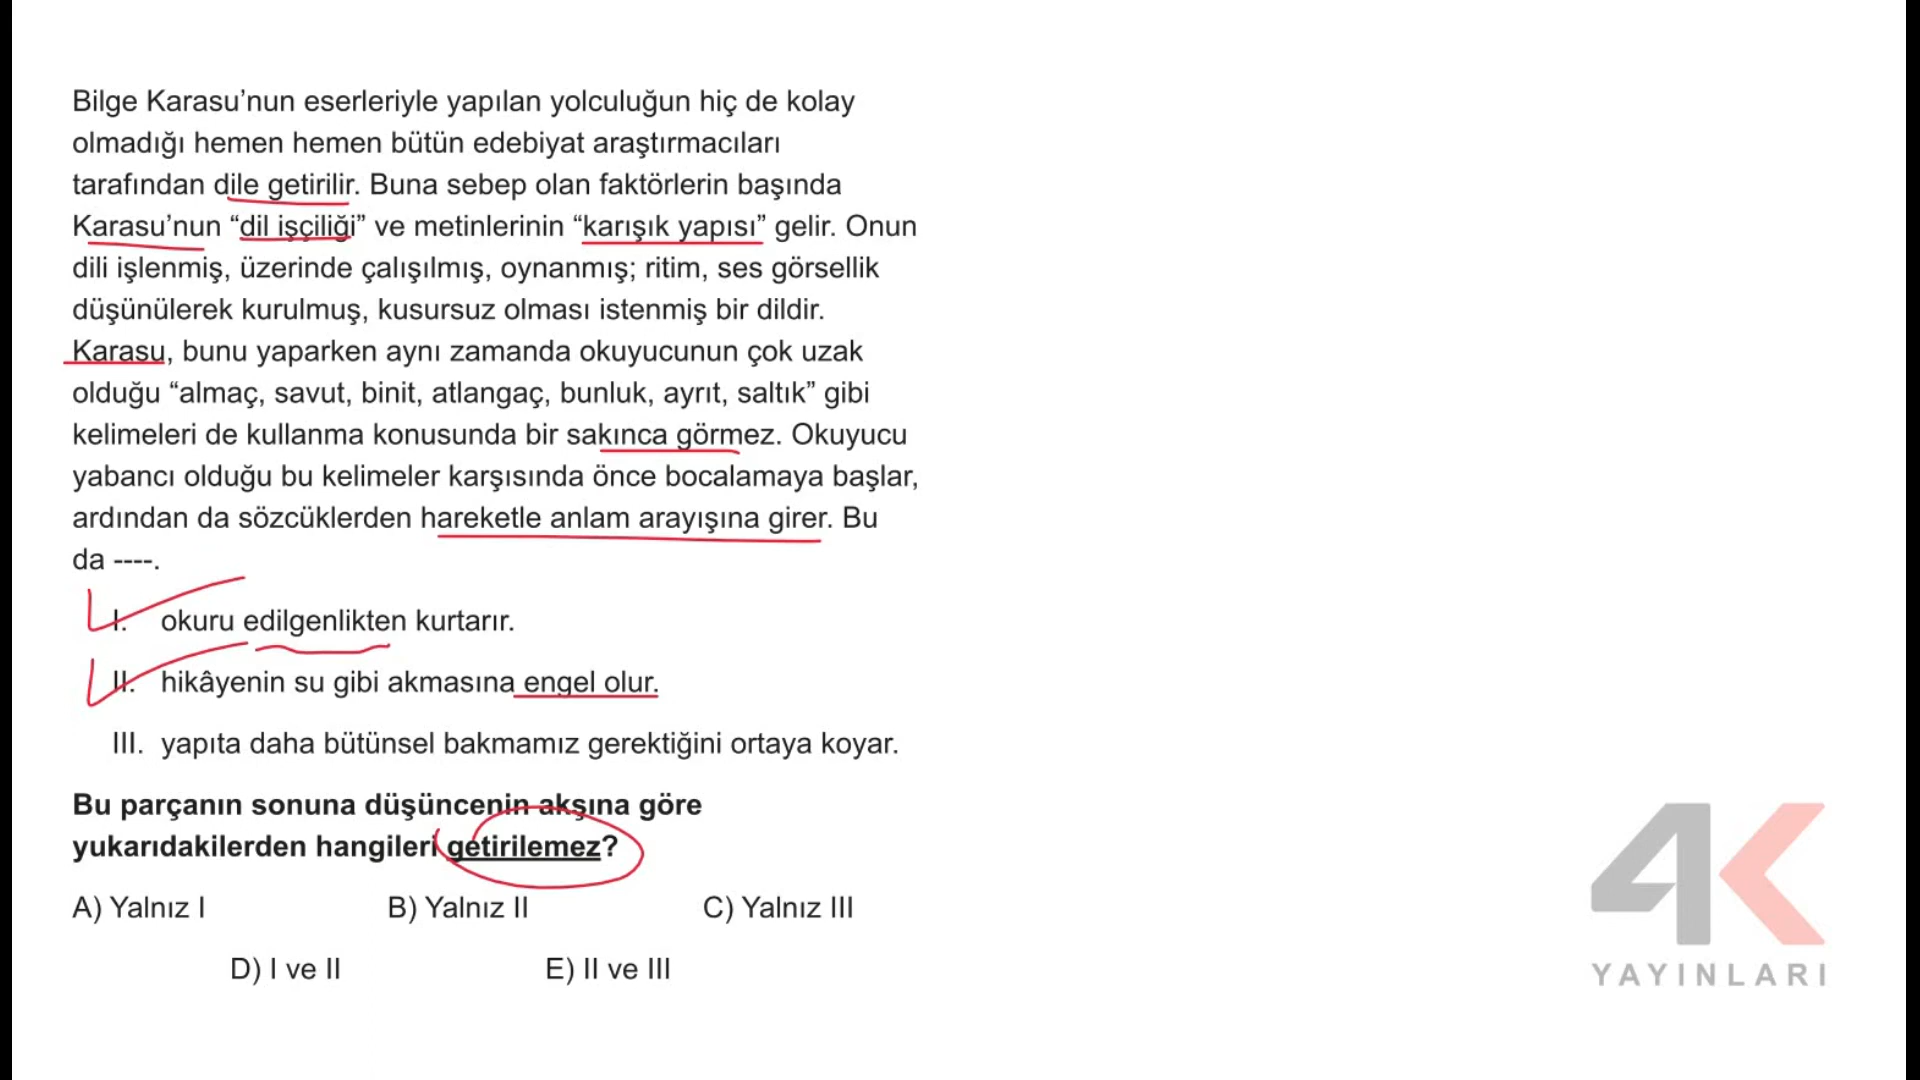 Bilge Karasu’nun eserleriyle yapılan yolculuğun hiç de kolay
olmadığı hemen hemen bütün edebiyat araştırmacıları
tarafından dile getirilir. Buna sebep olan faktörlerin başında
Karasu’nun “dil işçiliği” ve metinlerinin “karışık yapısı” gelir. Onun
dili işlenmiş, üzerinde çalışılmış, oynanmış; ritim, ses görsellik
düşünülerek kurulmuş, kusursuz olması istenmiş bir dildir.
Karasu, bunu yaparken aynı zamanda okuyucunun çok uzak
olduğu “almaç, savut, binit, atlangaç, bunluk, ayrıt, saltık” gibi
kelimeleri de kullanma konusunda bir sakınca görmez. Okuyucu
yabancı olduğu bu kelimeler karşısında önce bocalamaya başlar,
ardından da sözcüklerden hareketle anlam arayışına girer. Bu
da ----.
I. okuru edilgenlikten kurtarır.
II. hikâyenin su gibi akmasına engel olur.
III. yapıta daha bütünsel bakmamız gerektiğini ortaya koyar.
Bu parçanın sonuna düşüncenin akşına göre
yukarıdakilerden hangileri getirilemez?
A) Yalnız I B) Yalnız II C) Yalnız III
D) I ve II E) II ve III
4K
YAYINLARI